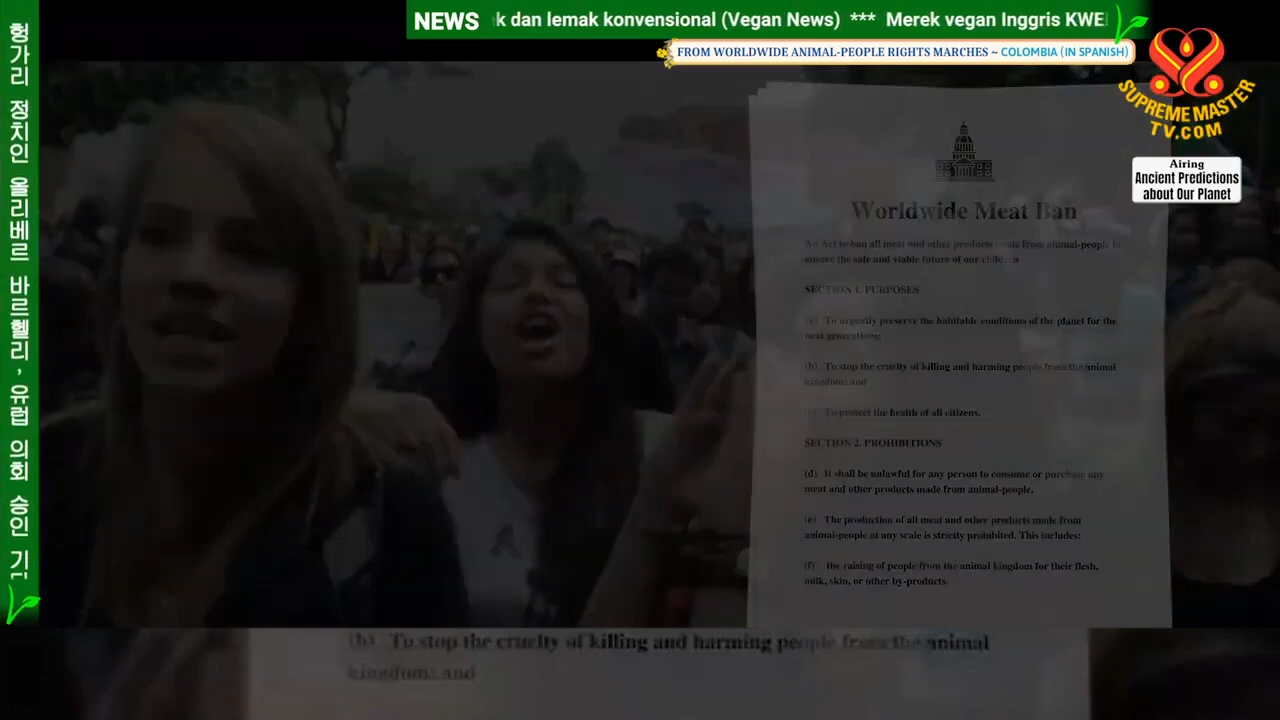 NEWS
k dan lemak konvensional (Vegan News) *** Merek vegan Inggris KWE
FROM WORLDWIDE ANIMAL-PEOPLE RIGHTS MARCHES ~ COLOMBIA (IN SPANISH)
SUPREME MASTER
TV.COM
Airing
Ancient Predictions
about Our Planet
헝가리 정치인 올리베르 바르헬리, 유럽 의회 승인
Worldwide Meat Ban
An Act to ban all meat and other products made from animal-people to
ensure the safe and viable future of our children
SECTION 1. PURPOSES
(a) To urgently preserve the habitable conditions of the planet for the
next generations;
(b) To stop the cruelty of killing and harming people from the animal
kingdom; and
To protect the health of all citizens.
SECTION 2. PROHIBITIONS
(d) It shall be unlawful for any person to consume or purchase any
meat and other products made from animal-people.
(e) The production of all meat and other products made from
animal-people at any scale is strictly prohibited. This includes:
(f) the raising of people from the animal kingdom for their flesh,
milk, skin, or other by-products.
(b) To stop the cruelty of killing and harming people from the animal
kingdom; and